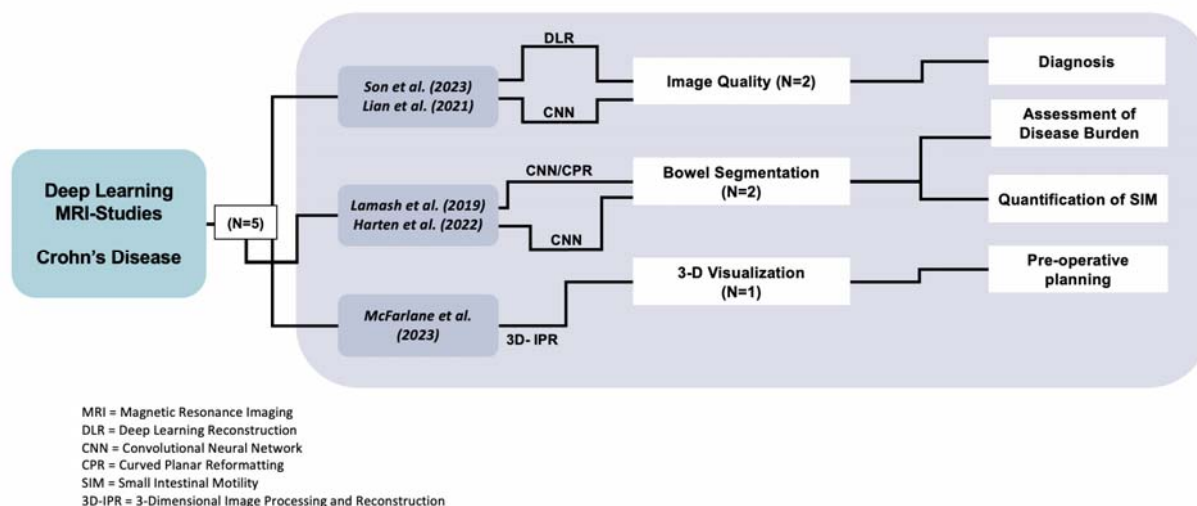 Deep Learning
MRI-Studies
Crohn's Disease
(N=5)
Son et al. (2023)
Lian et al. (2021)
DLR
CNN
Image Quality (N=2)
Diagnosis
Lamash et al. (2019)
Harten et al. (2022)
CNN/CPR
CNN
Bowel Segmentation
(N=2)
Assessment of
Disease Burden
Quantification of SIM
McFarlane et al.
(2023)
3D- IPR
3-D Visualization
(N=1)
Pre-operative
planning
MRI = Magnetic Resonance Imaging
DLR = Deep Learning Reconstruction
CNN = Convolutional Neural Network
CPR = Curved Planar Reformatting
SIM = Small Intestinal Motility
3D-IPR = 3-Dimensional Image Processing and Reconstruction